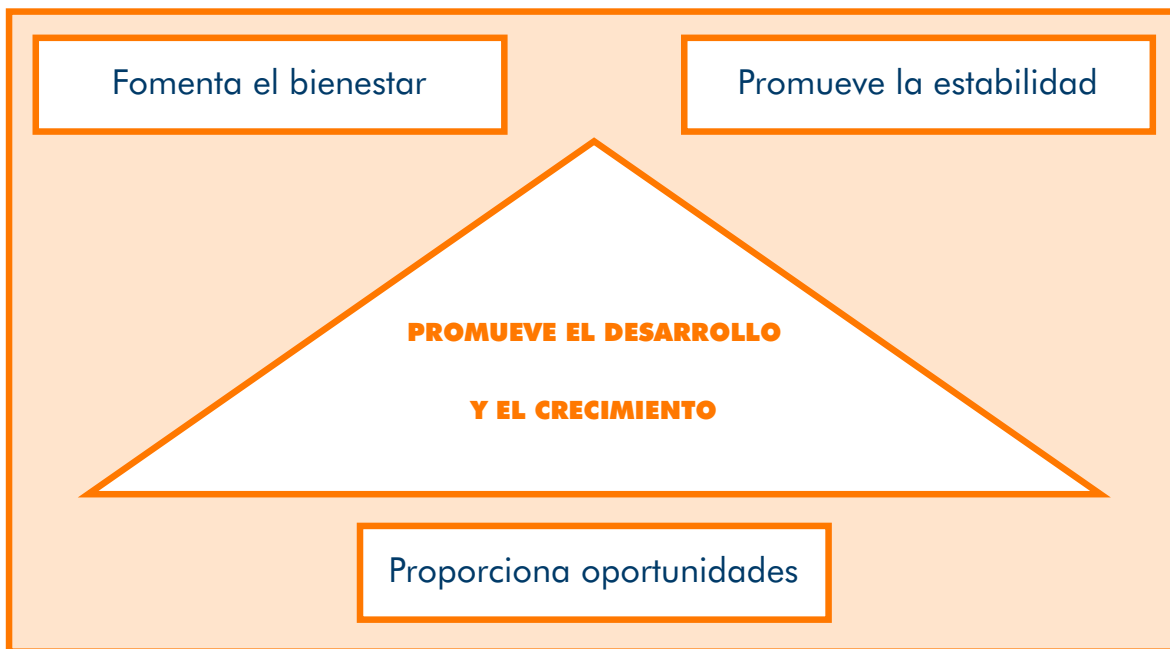 Fomenta el bienestar
Promueve la estabilidad
PROMUEVE EL DESARROLLO
Y EL CRECIMIENTO
Proporciona oportunidades